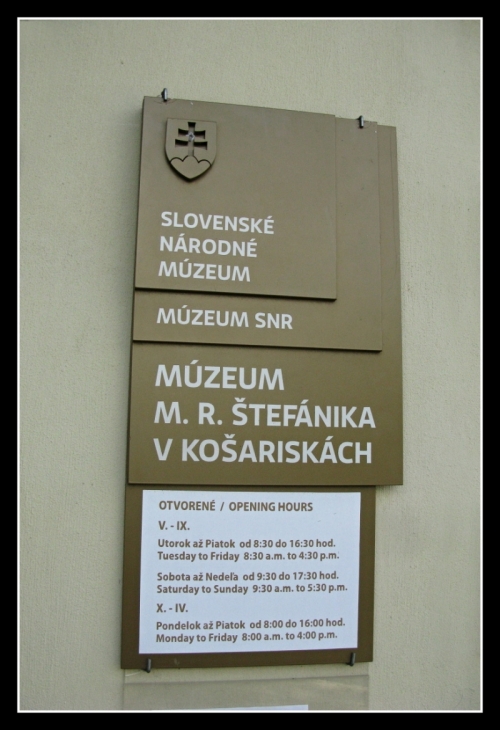 SLOVENSKÉ
NÁRODNÉ
MÚZEUM
MÚZEUM SNR
MÚZEUM
M. R. ŠTEFÁNIKA
V KOŠARISKÁCH
OTVORENÉ / OPENING HOURS
V. - IX.
Utorok až Piatok od 8:30 do 16:30 hod.
Tuesday to Friday 8:30 a.m. to 4:30 p.m.
Sobota až Nedeľa od 9:30 do 17:30 hod.
Saturday to Sunday 9:30 a.m. to 5:30 p.m.
X. - IV.
Pondelok až Piatok od 8:00 do 16:00 hod.
Monday to Friday 8:00 a.m. to 4:00 p.m.